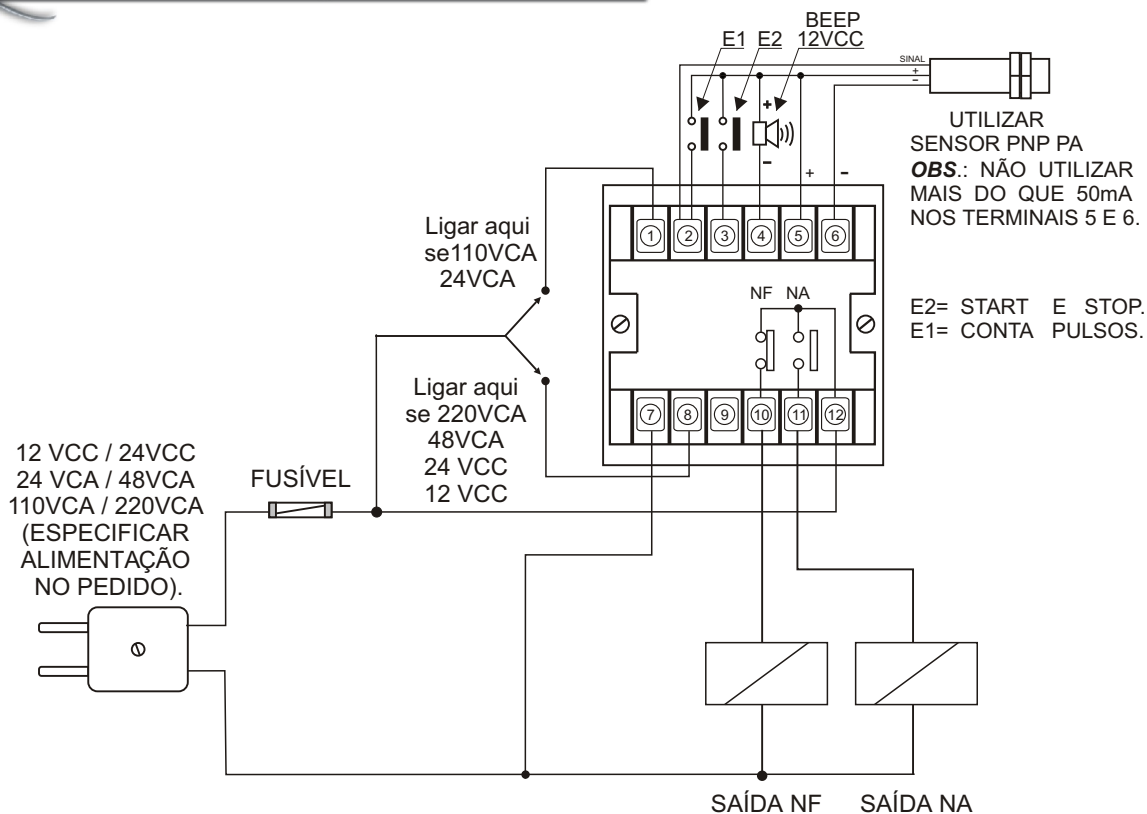 BEEP
E1 E2 12VCC
SINAL
+
-
+
-
+ -
UTILIZAR
SENSOR PNP PA
OBS.: NÃO UTILIZAR
MAIS DO QUE 50mA
NOS TERMINAIS 5 E 6.
Ligar aqui
se110VCA
24VCA
1 2 3 4 5 6
NF NA
E2= START E STOP.
E1= CONTA PULSOS.
Ligar aqui
se 220VCA
48VCA
24 VCC
12 VCC
7 8 9 10 11 12
12 VCC / 24VCC
24 VCA / 48VCA
110VCA / 220VCA
(ESPECIFICAR
ALIMENTAÇÃO
NO PEDIDO).
FUSÍVEL
SAÍDA NF SAÍDA NA